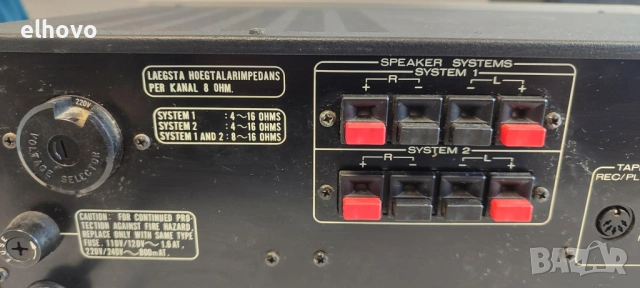 elhovo
220V
VOLTAGE SELECTOR
LAEGSTA HOEGTALARIMPEDANS
PER KANAL 8 OHM.
SYSTEM 1 : 4~16 OHMS
SYSTEM 2 : 4~16 OHMS
SYSTEM 1 AND 2 : 8~16 OHMS
CAUTION: FOR CONTINUED PRO-
TECTION AGAINST FIRE HAZARD,
REPLACE ONLY WITH SAME TYPE
FUSE. 110V/120V~ 1.6 AT.
220V/240V~ 800mAT.
SPEAKER SYSTEMS
SYSTEM 1
+ R − − L +
SYSTEM 2
+ R − − L +
TAPE
REC/PL
bazar.bg